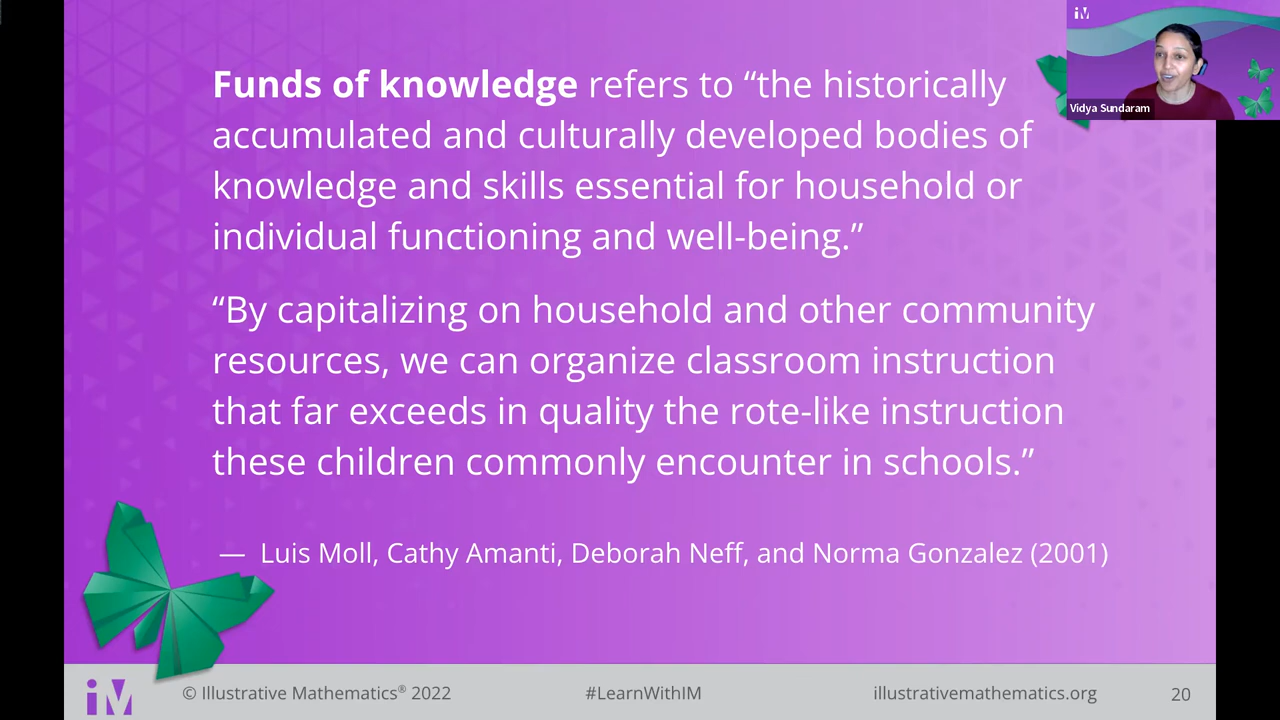 Funds of knowledge refers to “the historically
accumulated and culturally developed bodies of
knowledge and skills essential for household or
individual functioning and well-being.”
“By capitalizing on household and other community
resources, we can organize classroom instruction
that far exceeds in quality the rote-like instruction
these children commonly encounter in schools.”
— Luis Moll, Cathy Amanti, Deborah Neff, and Norma Gonzalez (2001)
iM
Vidya Sundaram
iM
© Illustrative Mathematics® 2022
#LearnWithIM
illustrativemathematics.org
20